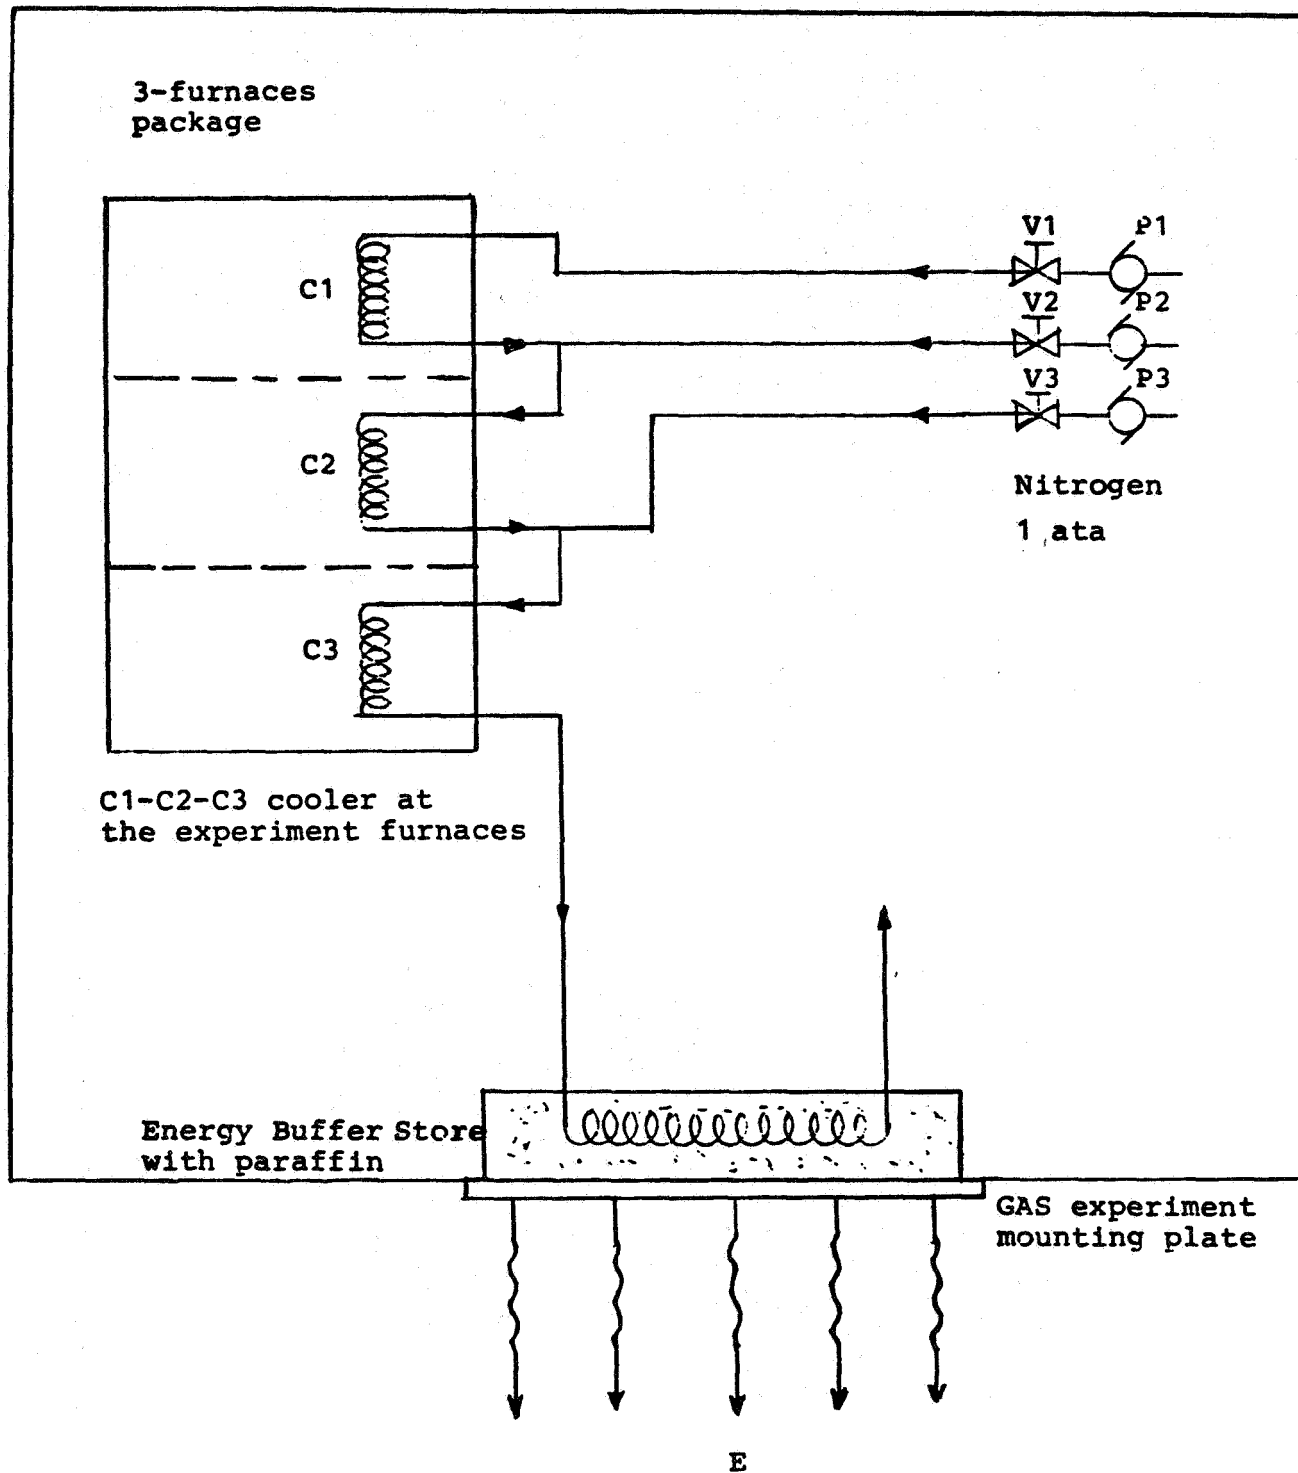 3-furnaces
package
V1
P1
C1
V2
P2
V3
P3
C2
Nitrogen
1 ata
C3
C1-C2-C3 cooler at
the experiment furnaces
Energy Buffer Store
with paraffin
GAS experiment
mounting plate
E